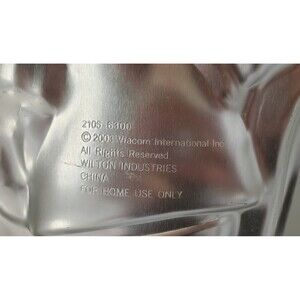 2105-6300
© 2003 Viacom International Inc
All Rights Reserved
WILTON INDUSTRIES
CHINA
FOR HOME USE ONLY